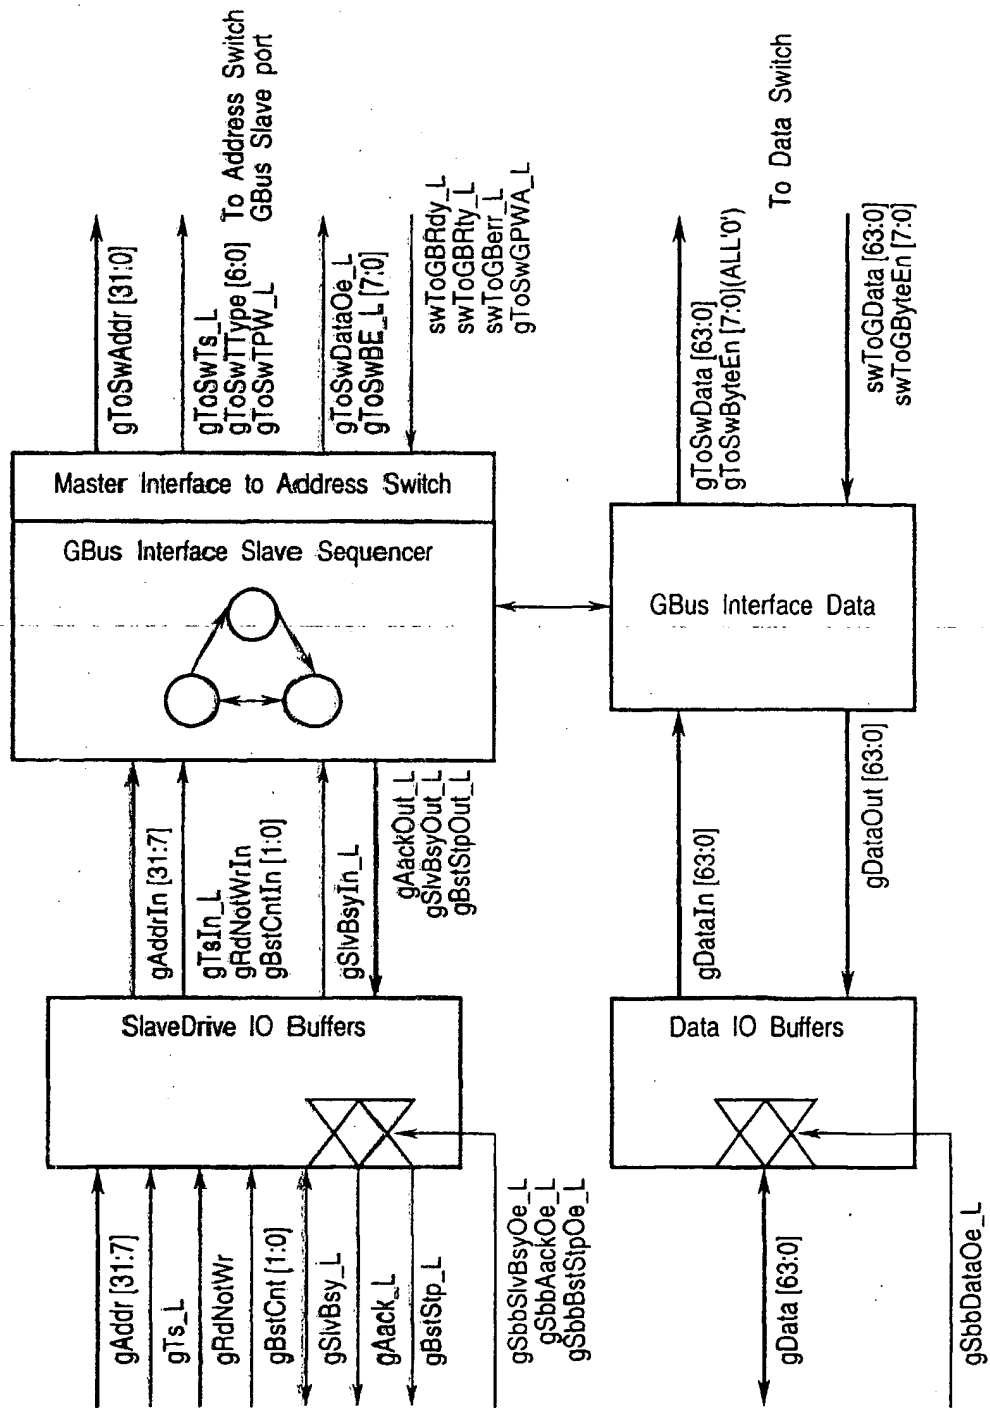 To Address Switch
GBus Slave port
To Data Switch
gToSwAddr [31:0]
gToSwTs_L
gToSwTType [6:0]
gToSwTPW_L
gToSwDataOe_L
gToSwBE_L [7:0]
swToGBRdy_L
swToGBRty_L
swToGBerr_L
gToSwGPWA_L
gToSwData [63:0]
gToSwByteEn [7:0](ALL'0')
swToGData [63:0]
swToGByteEn [7:0]
Master Interface to Address Switch
GBus Interface Slave Sequencer
GBus Interface Data
gAddrIn [31:7]
gTsIn_L
gRdNotWrIn
gBstCntIn [1:0]
gSlvBsyIn_L
gAackOut_L
gSlvBsyOut_L
gBstStpOut_L
gDataIn [63:0]
gDataOut [63:0]
SlaveDrive IO Buffers
Data IO Buffers
gAddr [31:7]
gTs_L
gRdNotWr
gBstCnt [1:0]
gSlvBsy_L
gAack_L
gBstStp_L
gSbbSlvBsyOe_L
gSbbAackOe_L
gSbbBstStpOe_L
gData [63:0]
gSbbDataOe_L